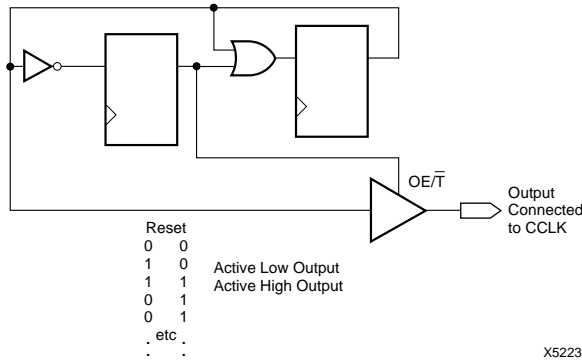 OE/T̅
Output
Connected
to CCLK
Reset
0 0
1 0 Active Low Output
1 1 Active High Output
0 1
0 1
. etc .
. .
X5223